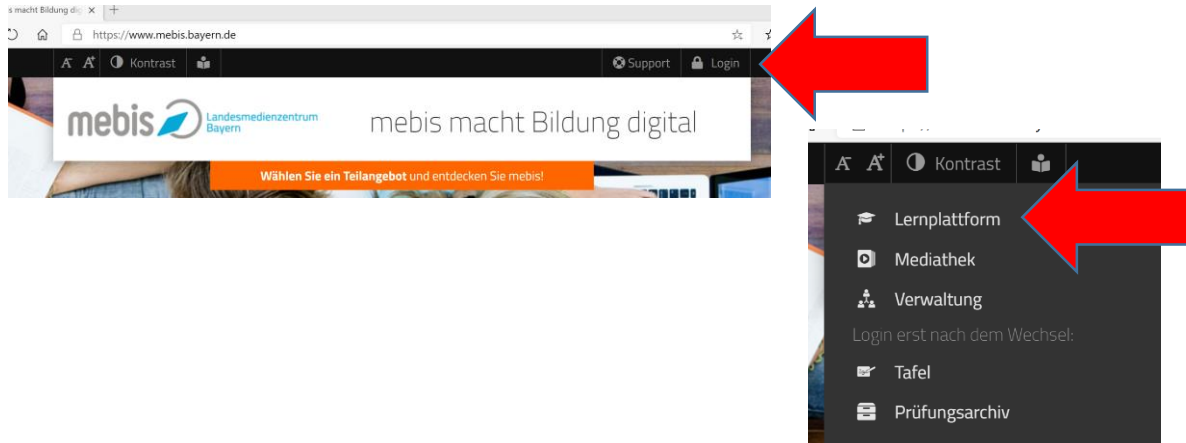 s macht Bildung dig
https://www.mebis.bayern.de
A- A+ Kontrast
Support Login
mebis Landesmedienzentrum
Bayern
mebis macht Bildung digital
Wählen Sie ein Teilangebot und entdecken Sie mebis!
A- A+ Kontrast
Lernplattform
Mediathek
Verwaltung
Login erst nach dem Wechsel:
Tafel
Prüfungsarchiv